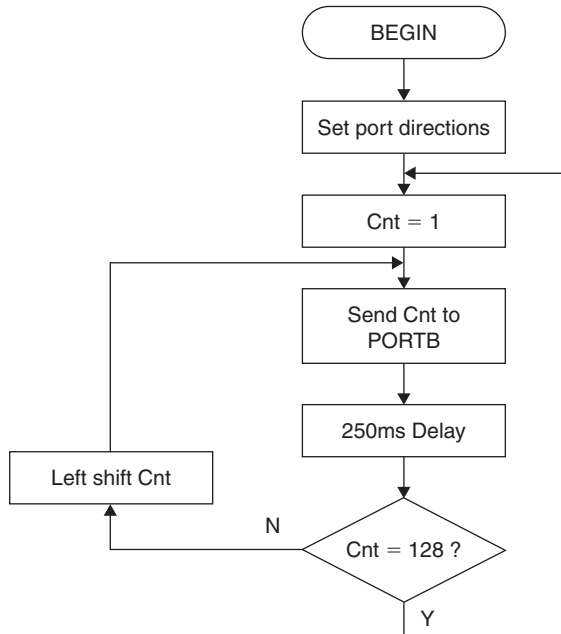 BEGIN
Set port directions
Cnt = 1
Send Cnt to
PORTB
250ms Delay
Left shift Cnt
N
Cnt = 128 ?
Y